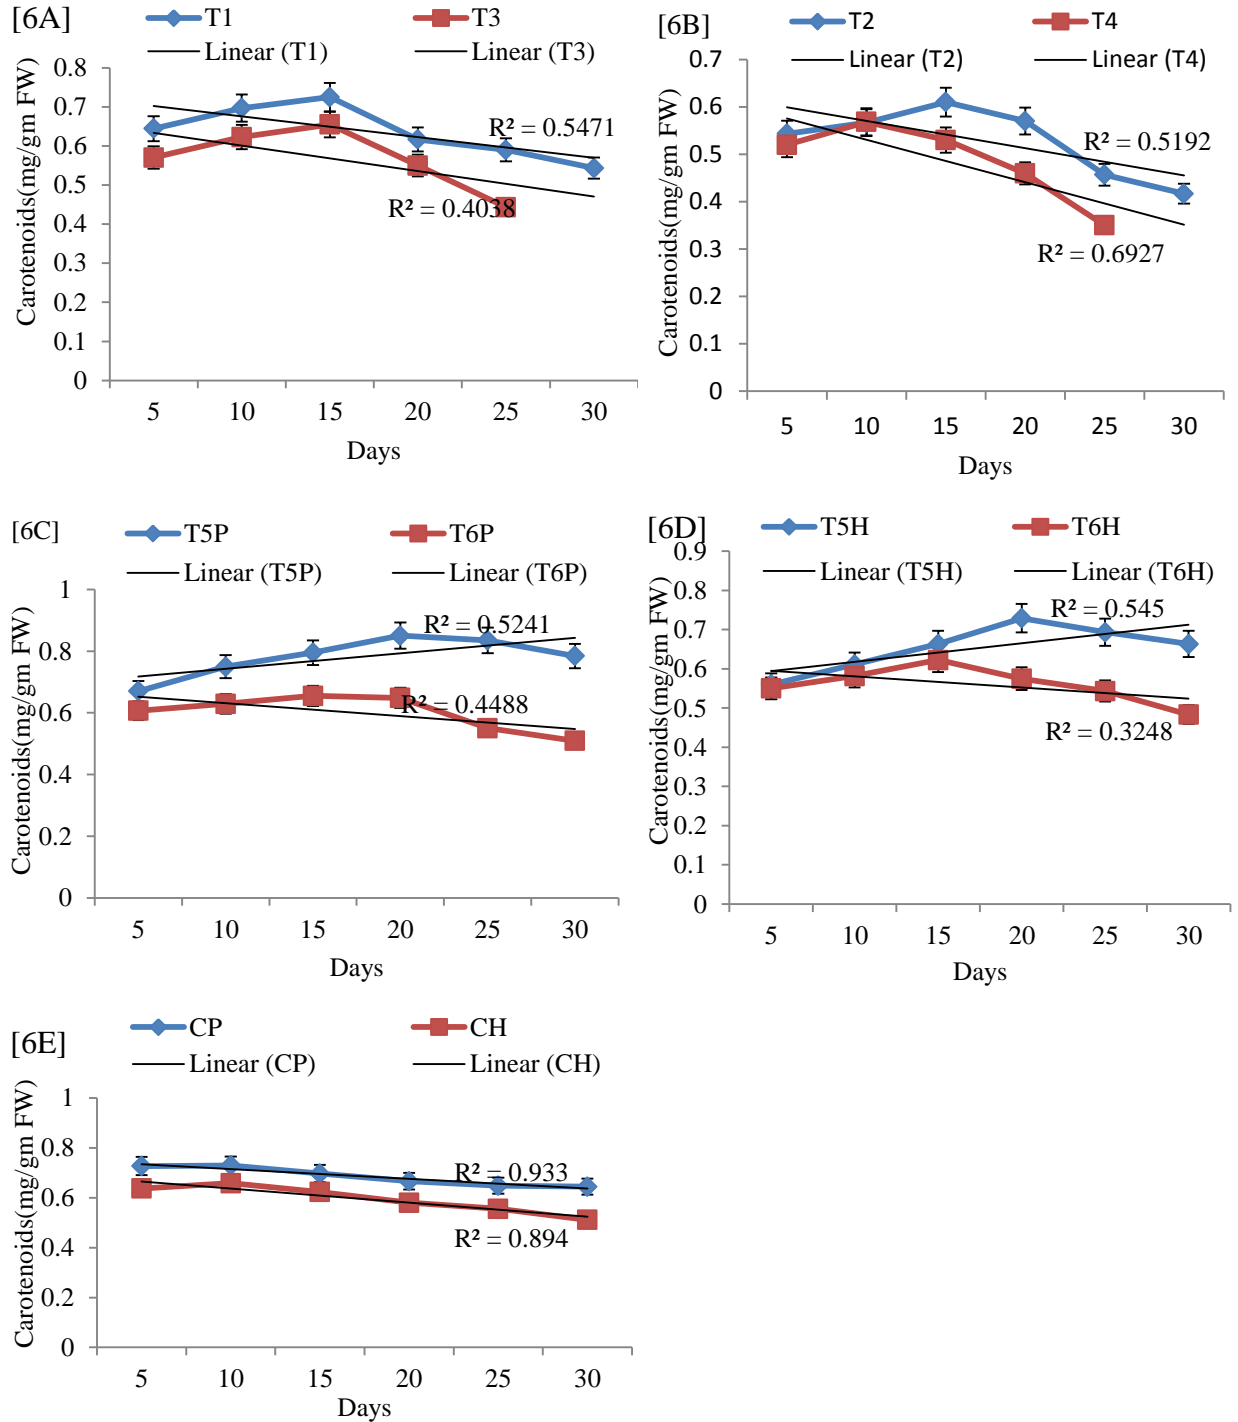 [6A]
T1 T3
Linear (T1) Linear (T3)
Carotenoids(mg/gm FW)
0.8
0.7
0.6
0.5
0.4
0.3
0.2
0.1
0
R² = 0.5471
R² = 0.4038
5 10 15 20 25 30
Days
[6B]
T2 T4
Linear (T2) Linear (T4)
Carotenoids(mg/gm FW)
0.7
0.6
0.5
0.4
0.3
0.2
0.1
0
R² = 0.5192
R² = 0.6927
5 10 15 20 25 30
Days
[6C]
T5P T6P
Linear (T5P) Linear (T6P)
Carotenoids(mg/gm FW)
1
0.8
0.6
0.4
0.2
0
R² = 0.5241
R² = 0.4488
5 10 15 20 25 30
Days
[6D]
T5H T6H
Linear (T5H) Linear (T6H)
Carotenoids(mg/gm FW)
0.9
0.8
0.7
0.6
0.5
0.4
0.3
0.2
0.1
0
R² = 0.545
R² = 0.3248
5 10 15 20 25 30
Days
[6E]
CP CH
Linear (CP) Linear (CH)
Carotenoids(mg/gm FW)
1
0.8
0.6
0.4
0.2
0
R² = 0.933
R² = 0.894
5 10 15 20 25 30
Days